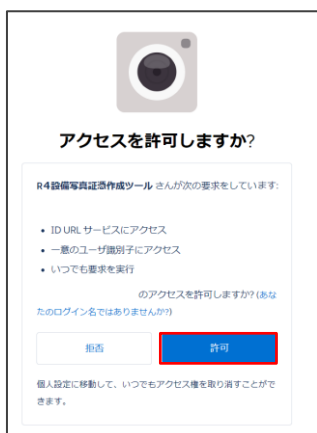 アクセスを許可しますか?
R4設備写真証憑作成ツール さんが次の要求をしています:
• ID URL サービスにアクセス
• 一意のユーザ識別子にアクセス
• いつでも要求を実行
のアクセスを許可しますか? (あな
たのログイン名ではありませんか?)
拒否
許可
個人設定に移動して、いつでもアクセス権を取り消すことがで
きます。